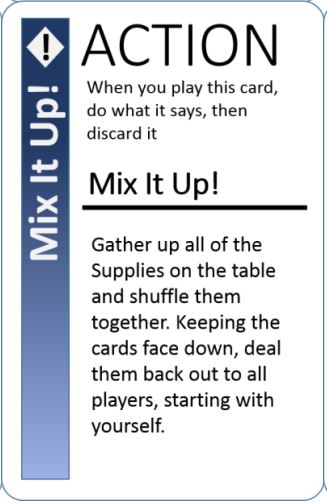 !
Mix It Up!
ACTION
When you play this card,
do what it says, then
discard it
Mix It Up!
Gather up all of the
Supplies on the table
and shuffle them
together. Keeping the
cards face down, deal
them back out to all
players, starting with
yourself.